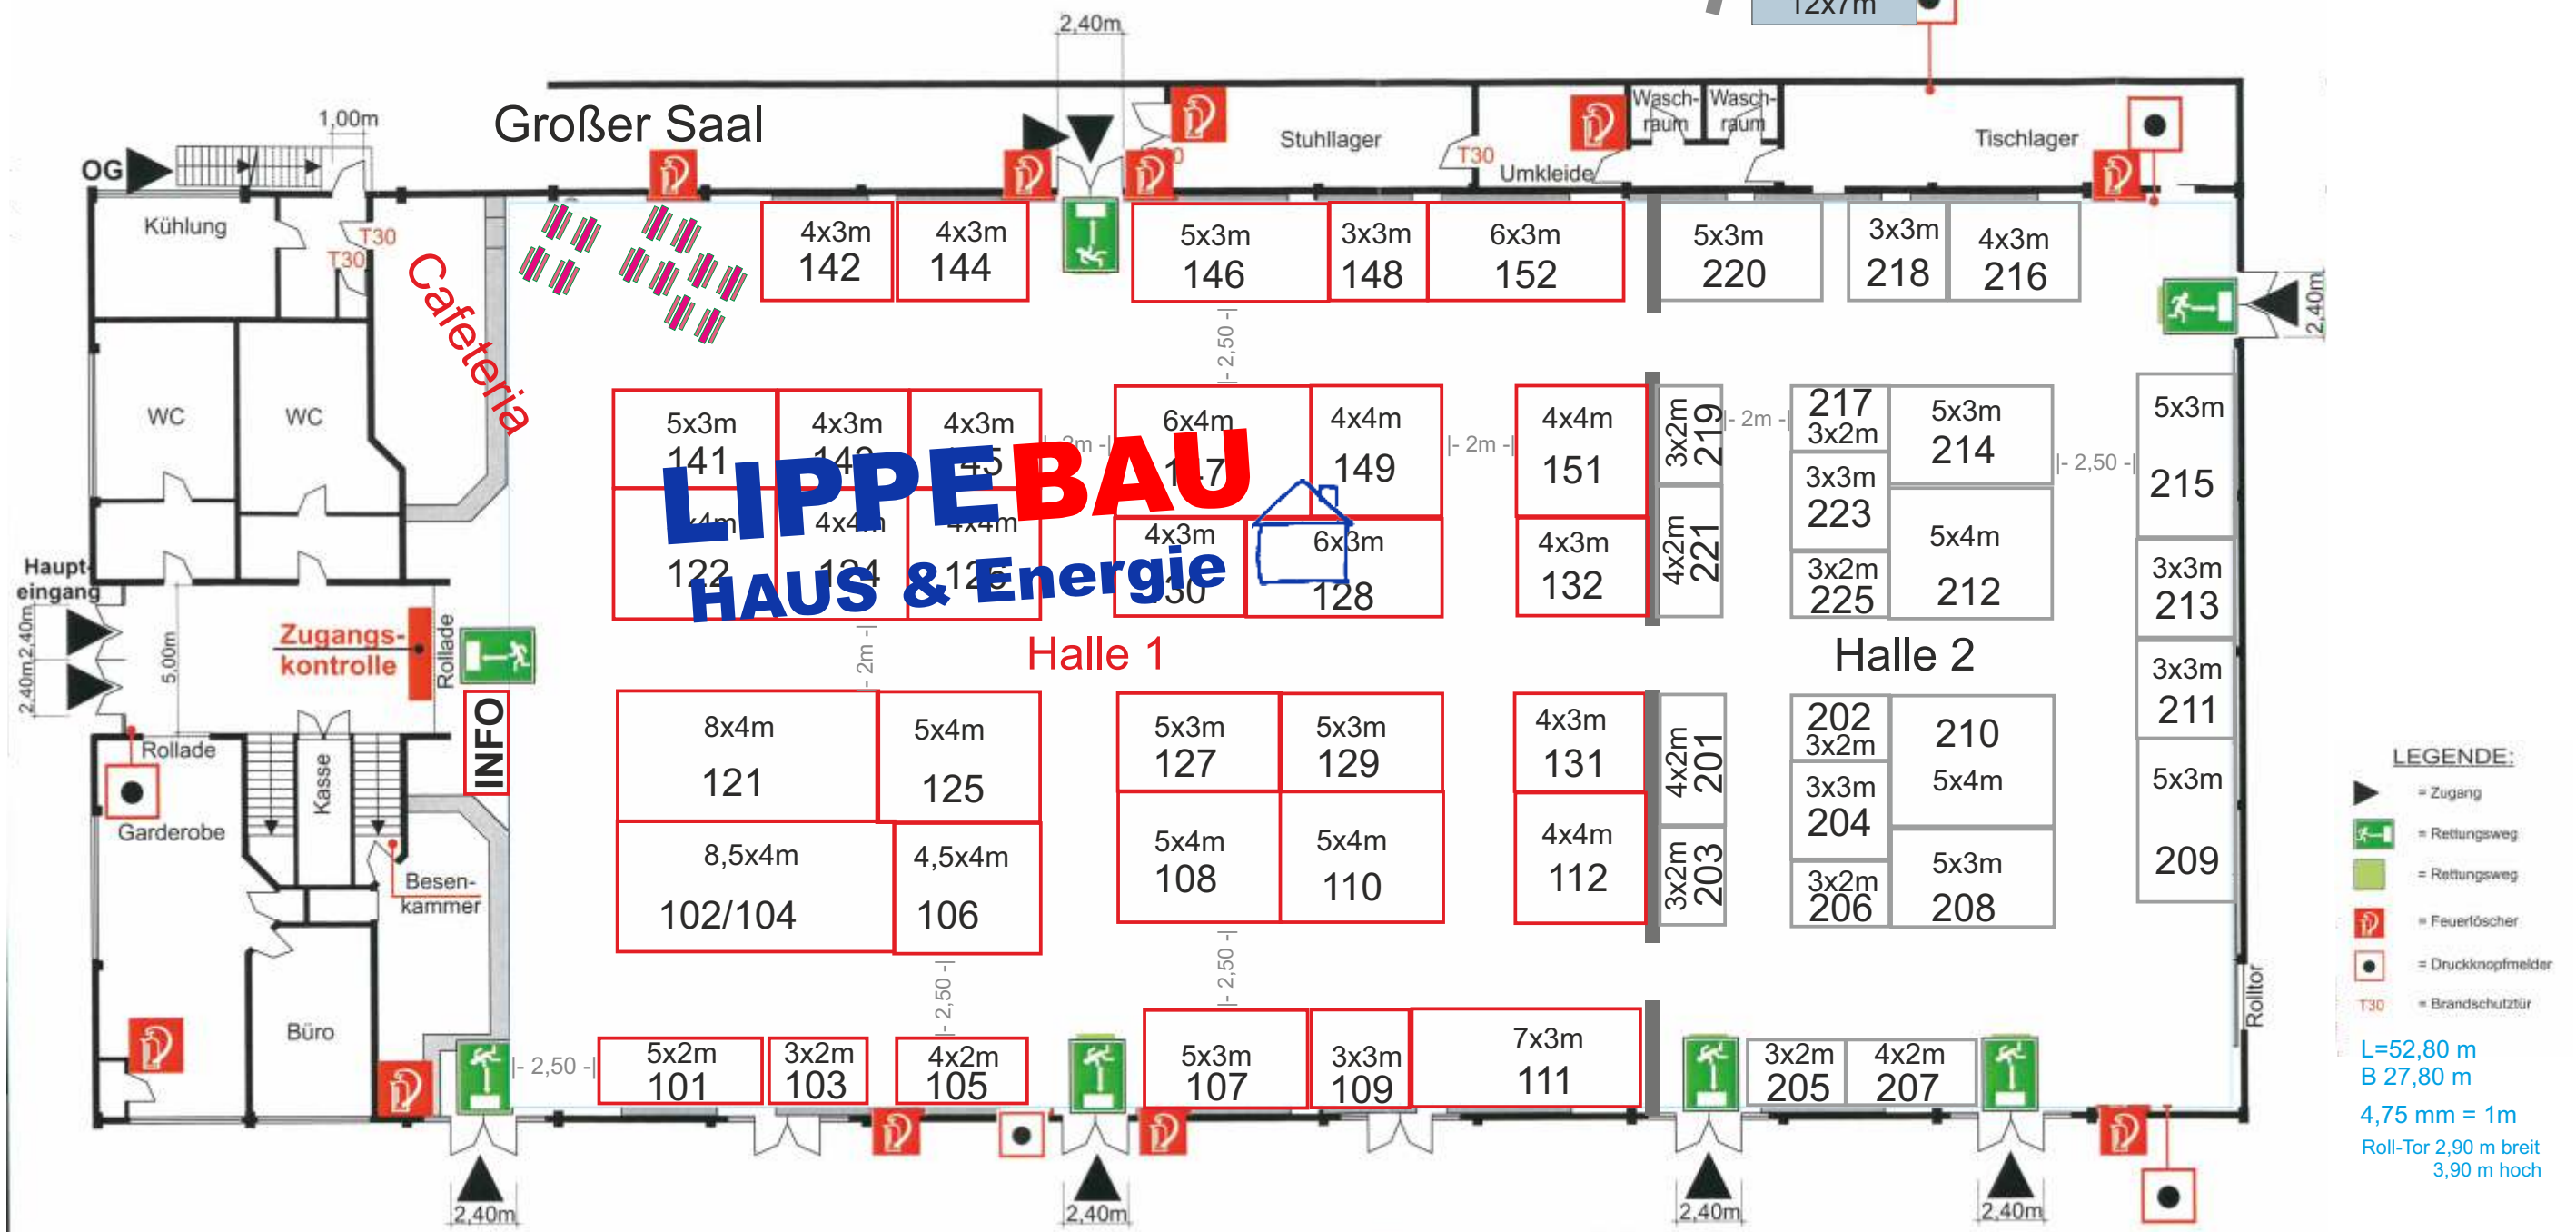 12x7m
2,40m
Großer Saal
1,00m
OG
Stuhllager
Wasch-
raum
Wasch-
raum
Tischlager
T30
Umkleide
Kühlung
T30
T30
Cafeteria
4x3m
142
4x3m
144
5x3m
146
3x3m
148
6x3m
152
5x3m
220
3x3m
218
4x3m
216
2,40m
|- 2,50 -|
WC
WC
5x3m
141
4x3m
4x3m
2m -|
6x4m
4x4m
149
|- 2m -|
4x4m
151
3x2m
219
|- 2m -|
217
3x2m
5x3m
214
|- 2,50 -|
5x3m
215
LIPPEBAU
HAUS & Energie
122
4x4m
4x4m
4x3m
6x3m
128
4x3m
132
4x2m
221
3x3m
223
3x2m
225
5x4m
212
3x3m
213
Haupt-
eingang
2,40m
2,40m
5,00m
Zugangs-
kontrolle
Rollade
|- 2m -|
Halle 1
Halle 2
INFO
3x3m
211
Rollade
Garderobe
Kasse
Besen-
kammer
Büro
8x4m
121
5x4m
125
8,5x4m
102/104
4,5x4m
106
5x3m
127
5x3m
129
5x4m
108
5x4m
110
4x3m
131
4x4m
112
4x2m
201
3x2m
203
202
3x2m
3x3m
204
3x2m
206
210
5x4m
5x3m
208
5x3m
209
|- 2,50 -|
|- 2,50 -|
|- 2,50 -|
5x2m
101
3x2m
103
4x2m
105
5x3m
107
3x3m
109
7x3m
111
3x2m
205
4x2m
207
Rolltor
2,40m
2,40m
2,40m
2,40m
LEGENDE:
= Zugang
= Rettungsweg
= Rettungsweg
= Feuerlöscher
= Druckknopfmelder
T30 = Brandschutztür
L=52,80 m
B 27,80 m
4,75 mm = 1m
Roll-Tor 2,90 m breit
3,90 m hoch